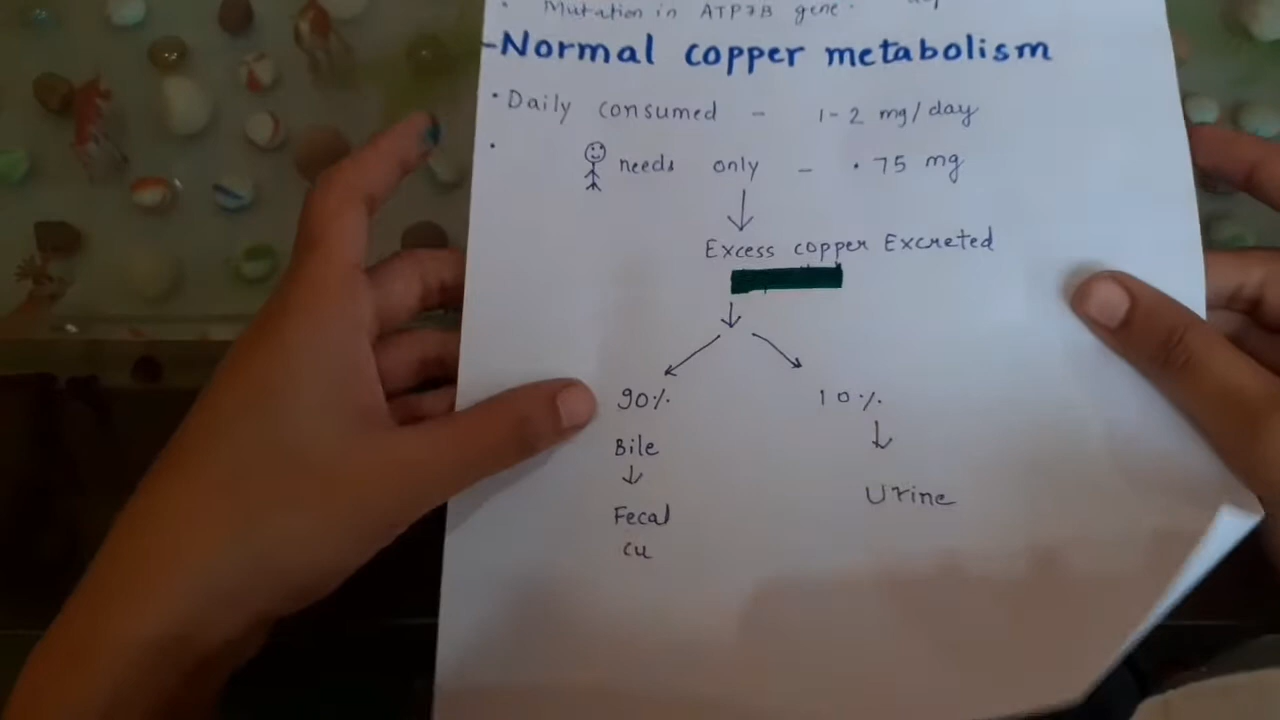 • Mutation in ATP7B gene.
-Normal copper metabolism
• Daily consumed - 1-2 mg/day
• needs only - .75 mg
Excess copper Excreted
90%
10%
Bile
Urine
Fecal
cu